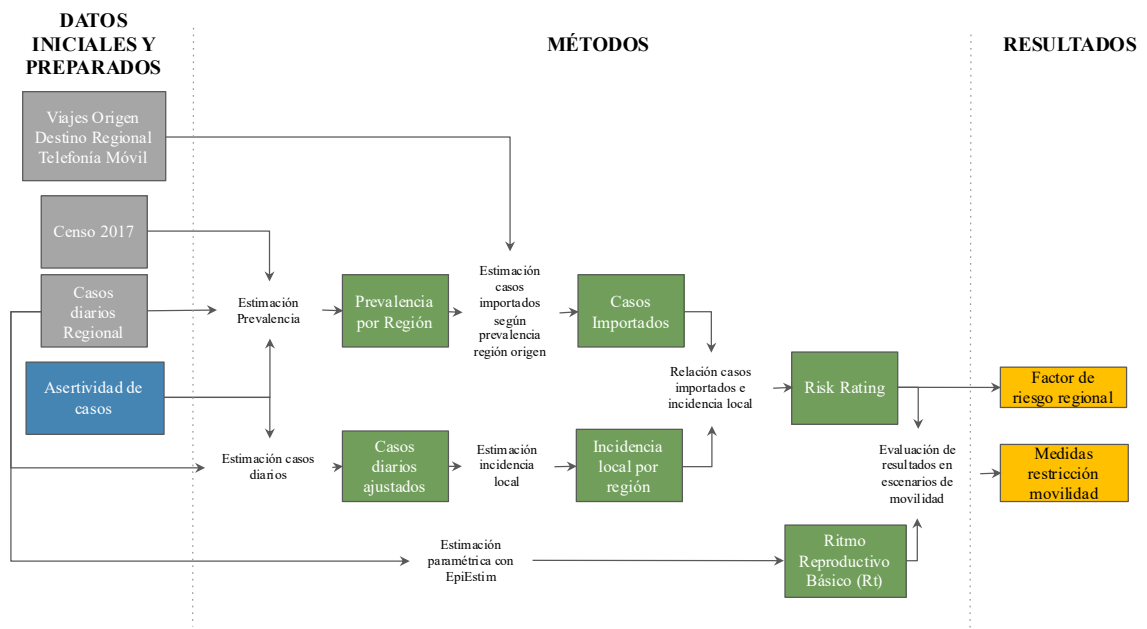 DATOS
INICIALES Y
PREPARADOS
MÉTODOS
RESULTADOS
Viajes Origen
Destino Regional
Telefonía Móvil
Censo 2017
Casos
diarios
Regional
Asertividad de
casos
Estimación
Prevalencia
Prevalencia
por Región
Estimación
casos
importados
según
prevalencia
región origen
Casos
Importados
Relación casos
importados e
incidencia local
Risk Rating
Factor de
riesgo regional
Estimación casos
diarios
Casos
diarios
ajustados
Estimación
incidencia
local
Incidencia
local por
región
Evaluación de
resultados en
escenarios de
movilidad
Medidas
restricción
movilidad
Estimación
paramétrica con
EpiEstim
Ritmo
Reproductivo
Básico (Rt)